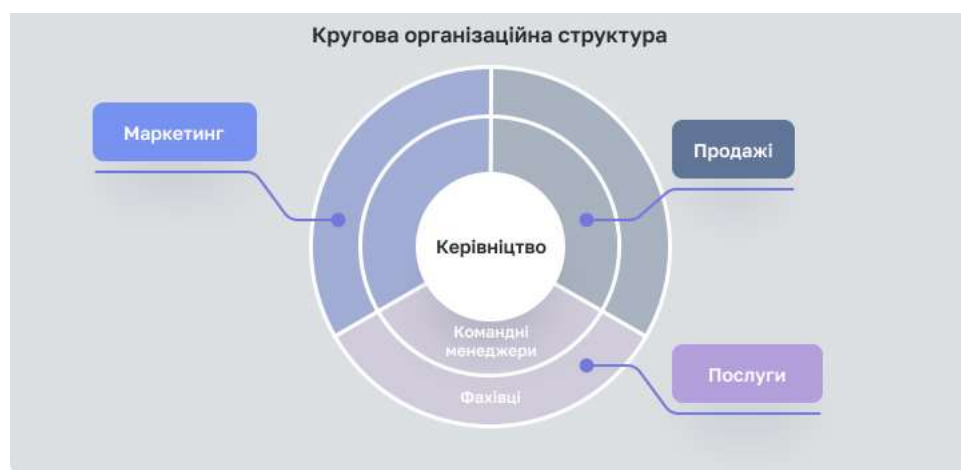 Кругова організаційна структура
Маркетинг
Продажі
Керівництво
Командні
менеджери
Послуги
Фахівці